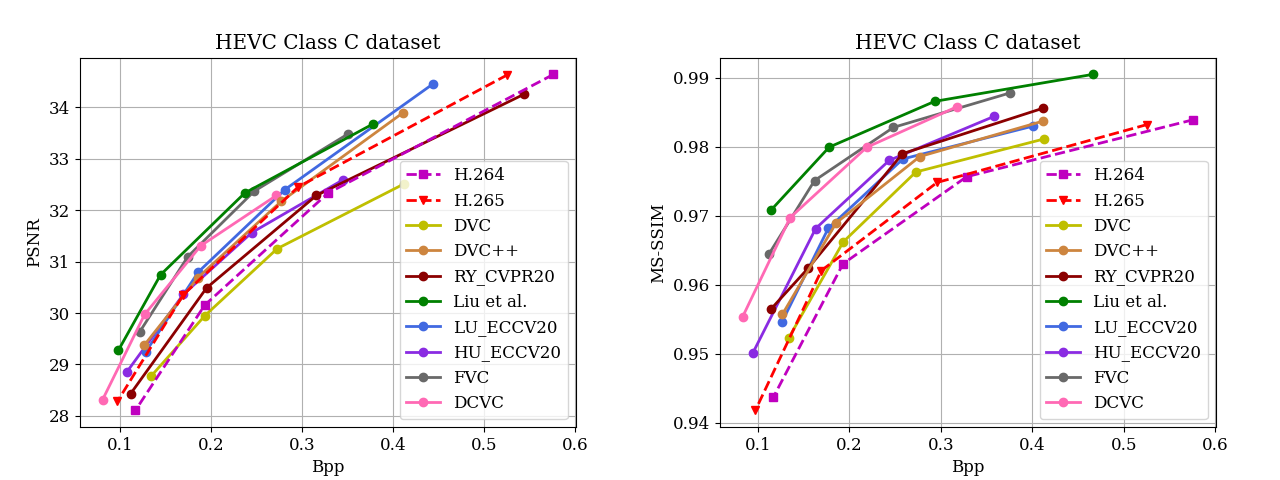 HEVC Class C dataset
PSNR
34
33
32
31
30
29
28
0.1 0.2 0.3 0.4 0.5 0.6
Bpp
H.264
H.265
DVC
DVC++
RY_CVPR20
Liu et al.
LU_ECCV20
HU_ECCV20
FVC
DCVC
HEVC Class C dataset
MS-SSIM
0.99
0.98
0.97
0.96
0.95
0.94
0.1 0.2 0.3 0.4 0.5 0.6
Bpp
H.264
H.265
DVC
DVC++
RY_CVPR20
Liu et al.
LU_ECCV20
HU_ECCV20
FVC
DCVC